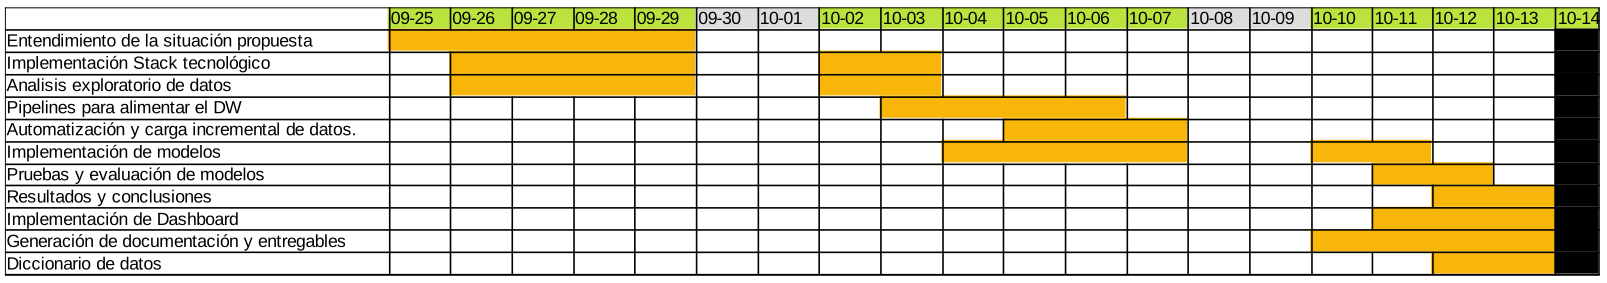 09-25 09-26 09-27 09-28 09-29 09-30 10-01 10-02 10-03 10-04 10-05 10-06 10-07 10-08 10-09 10-10 10-11 10-12 10-13 10-14
Entendimiento de la situación propuesta
Implementación Stack tecnológico
Analisis exploratorio de datos
Pipelines para alimentar el DW
Automatización y carga incremental de datos.
Implementación de modelos
Pruebas y evaluación de modelos
Resultados y conclusiones
Implementación de Dashboard
Generación de documentación y entregables
Diccionario de datos